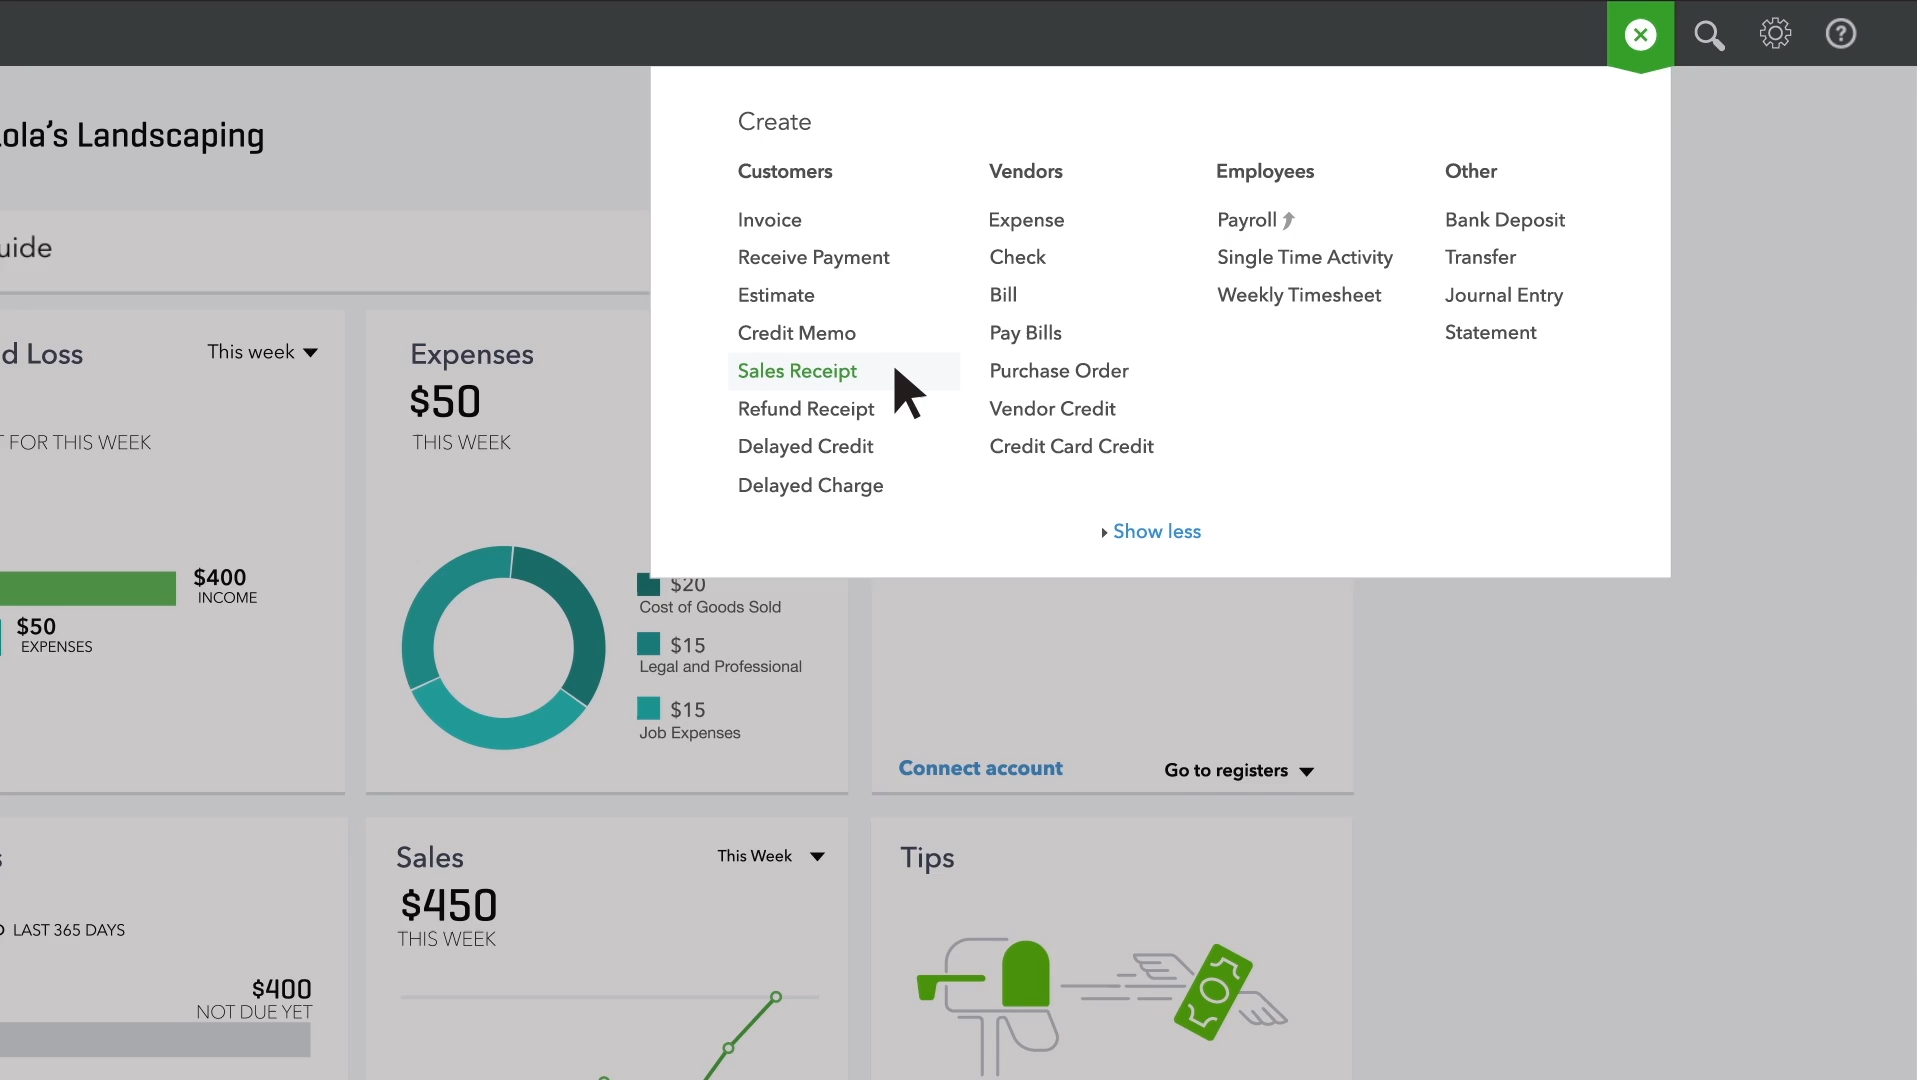 ola's Landscaping
Create
Customers
Invoice
Receive Payment
Estimate
Credit Memo
Sales Receipt
Refund Receipt
Delayed Credit
Delayed Charge
Vendors
Expense
Check
Bill
Pay Bills
Purchase Order
Vendor Credit
Credit Card Credit
Employees
Payroll
Single Time Activity
Weekly Timesheet
Other
Bank Deposit
Transfer
Journal Entry
Statement
Show less
uide
d Loss
This week
T FOR THIS WEEK
$400
INCOME
$50
EXPENSES
Expenses
$50
THIS WEEK
$20
Cost of Goods Sold
$15
Legal and Professional
$15
Job Expenses
Connect account
Go to registers
LAST 365 DAYS
$400
NOT DUE YET
Sales
This Week
$450
THIS WEEK
Tips